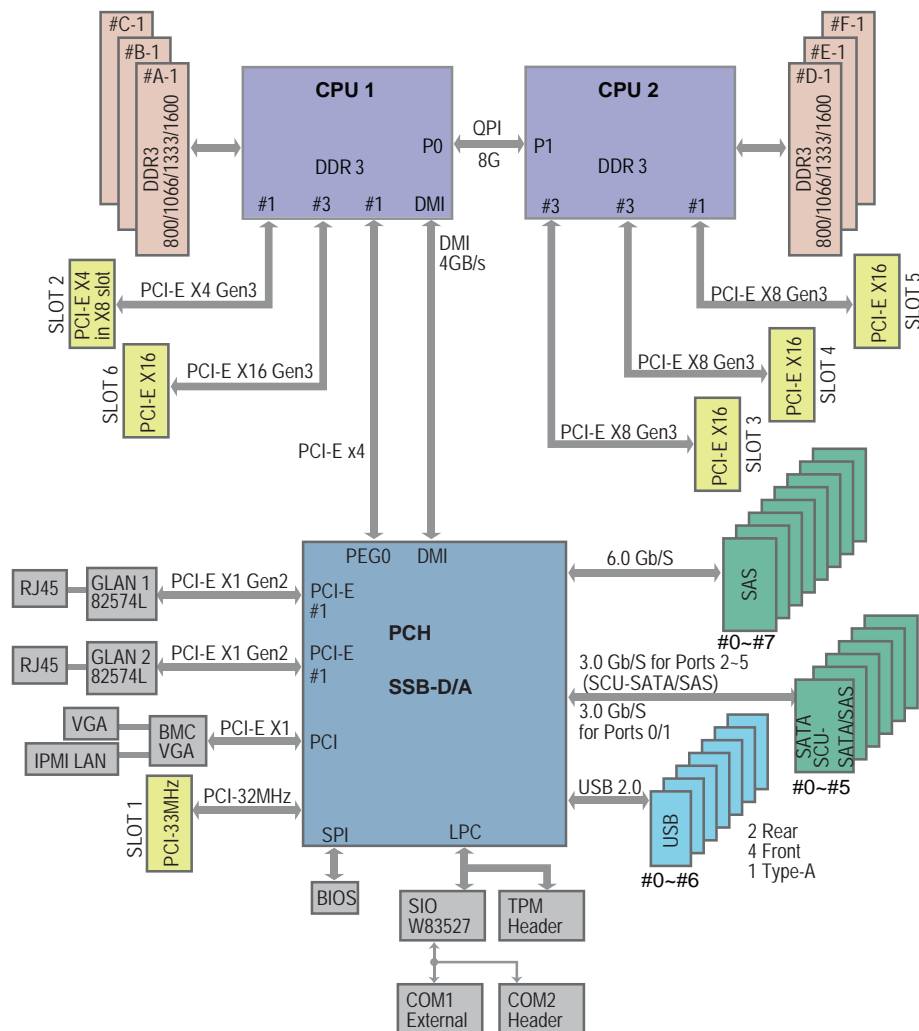 #C-1
#B-1
#A-1
DDR3
800/1066/1333/1600
CPU 1
P0
DDR 3
#1
#3
#1
DMI
QPI
8G
CPU 2
P1
DDR 3
#3
#3
#1
#F-1
#E-1
#D-1
DDR3
800/1066/1333/1600
DMI
4GB/s
SLOT 2
PCI-E X4
in X8 slot
PCI-E X4 Gen3
SLOT 6
PCI-E X16
PCI-E X16 Gen3
PCI-E X8 Gen3
PCI-E X16
SLOT 5
PCI-E X8 Gen3
PCI-E X16
SLOT 4
PCI-E X8 Gen3
PCI-E X16
SLOT 3
PCI-E x4
PEG0
DMI
PCI-E
#1
PCH
PCI-E
#1
SSB-D/A
PCI
SPI
LPC
RJ45
GLAN 1
82574L
PCI-E X1 Gen2
RJ45
GLAN 2
82574L
PCI-E X1 Gen2
VGA
IPMI LAN
BMC
VGA
PCI-E X1
SLOT 1
PCI-33MHz
PCI-32MHz
6.0 Gb/S
SAS
#0~#7
3.0 Gb/S for Ports 2~5
(SCU-SATA/SAS)
3.0 Gb/S
for Ports 0/1
SATA
SCU-
SATA/SAS
#0~#5
USB 2.0
USB
#0~#6
2 Rear
4 Front
1 Type-A
BIOS
SIO
W83527
TPM
Header
COM1
External
COM2
Header